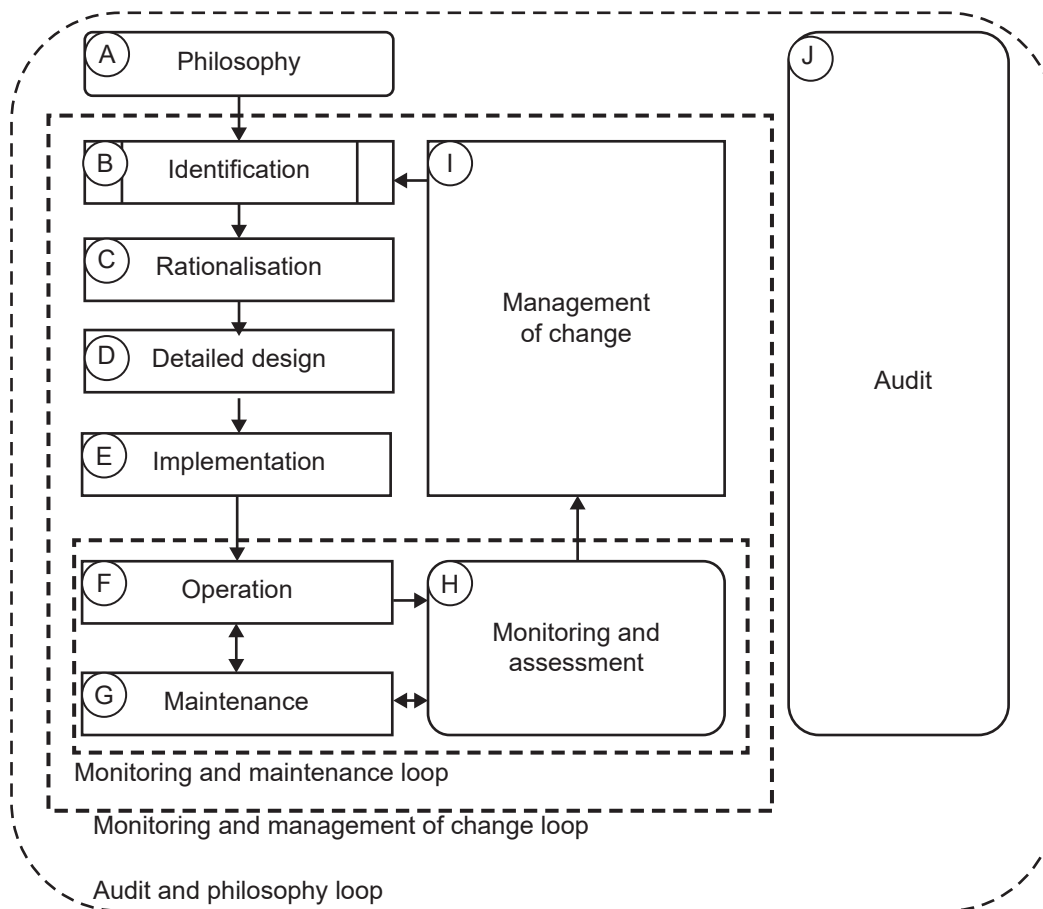 A
Philosophy
B
Identification
C
Rationalisation
D
Detailed design
E
Implementation
F
Operation
G
Maintenance
H
Monitoring and
assessment
I
Management
of change
J
Audit
Monitoring and maintenance loop
Monitoring and management of change loop
Audit and philosophy loop